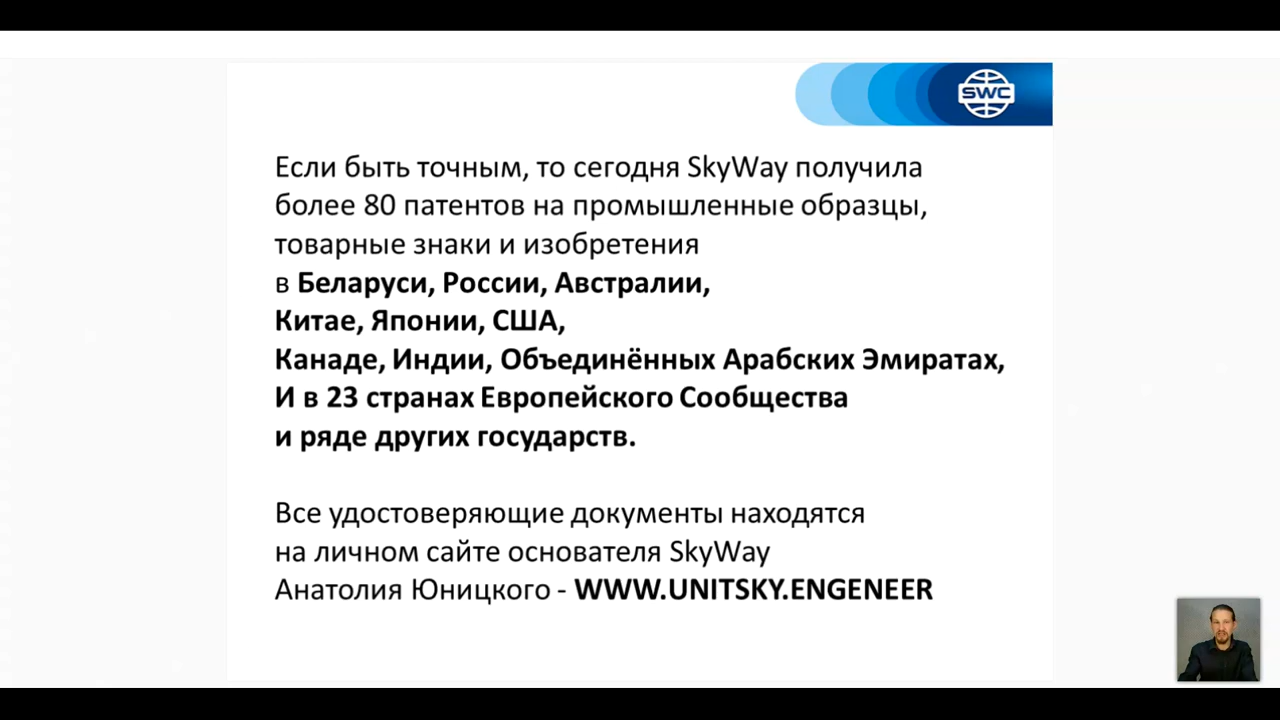 SWC
Если быть точным, то сегодня SkyWay получила
более 80 патентов на промышленные образцы,
товарные знаки и изобретения
в Беларуси, России, Австралии,
Китае, Японии, США,
Канаде, Индии, Объединённых Арабских Эмиратах,
И в 23 странах Европейского Сообщества
и ряде других государств.
Все удостоверяющие документы находятся
на личном сайте основателя SkyWay
Анатолия Юницкого - WWW.UNITSKY.ENGENEER